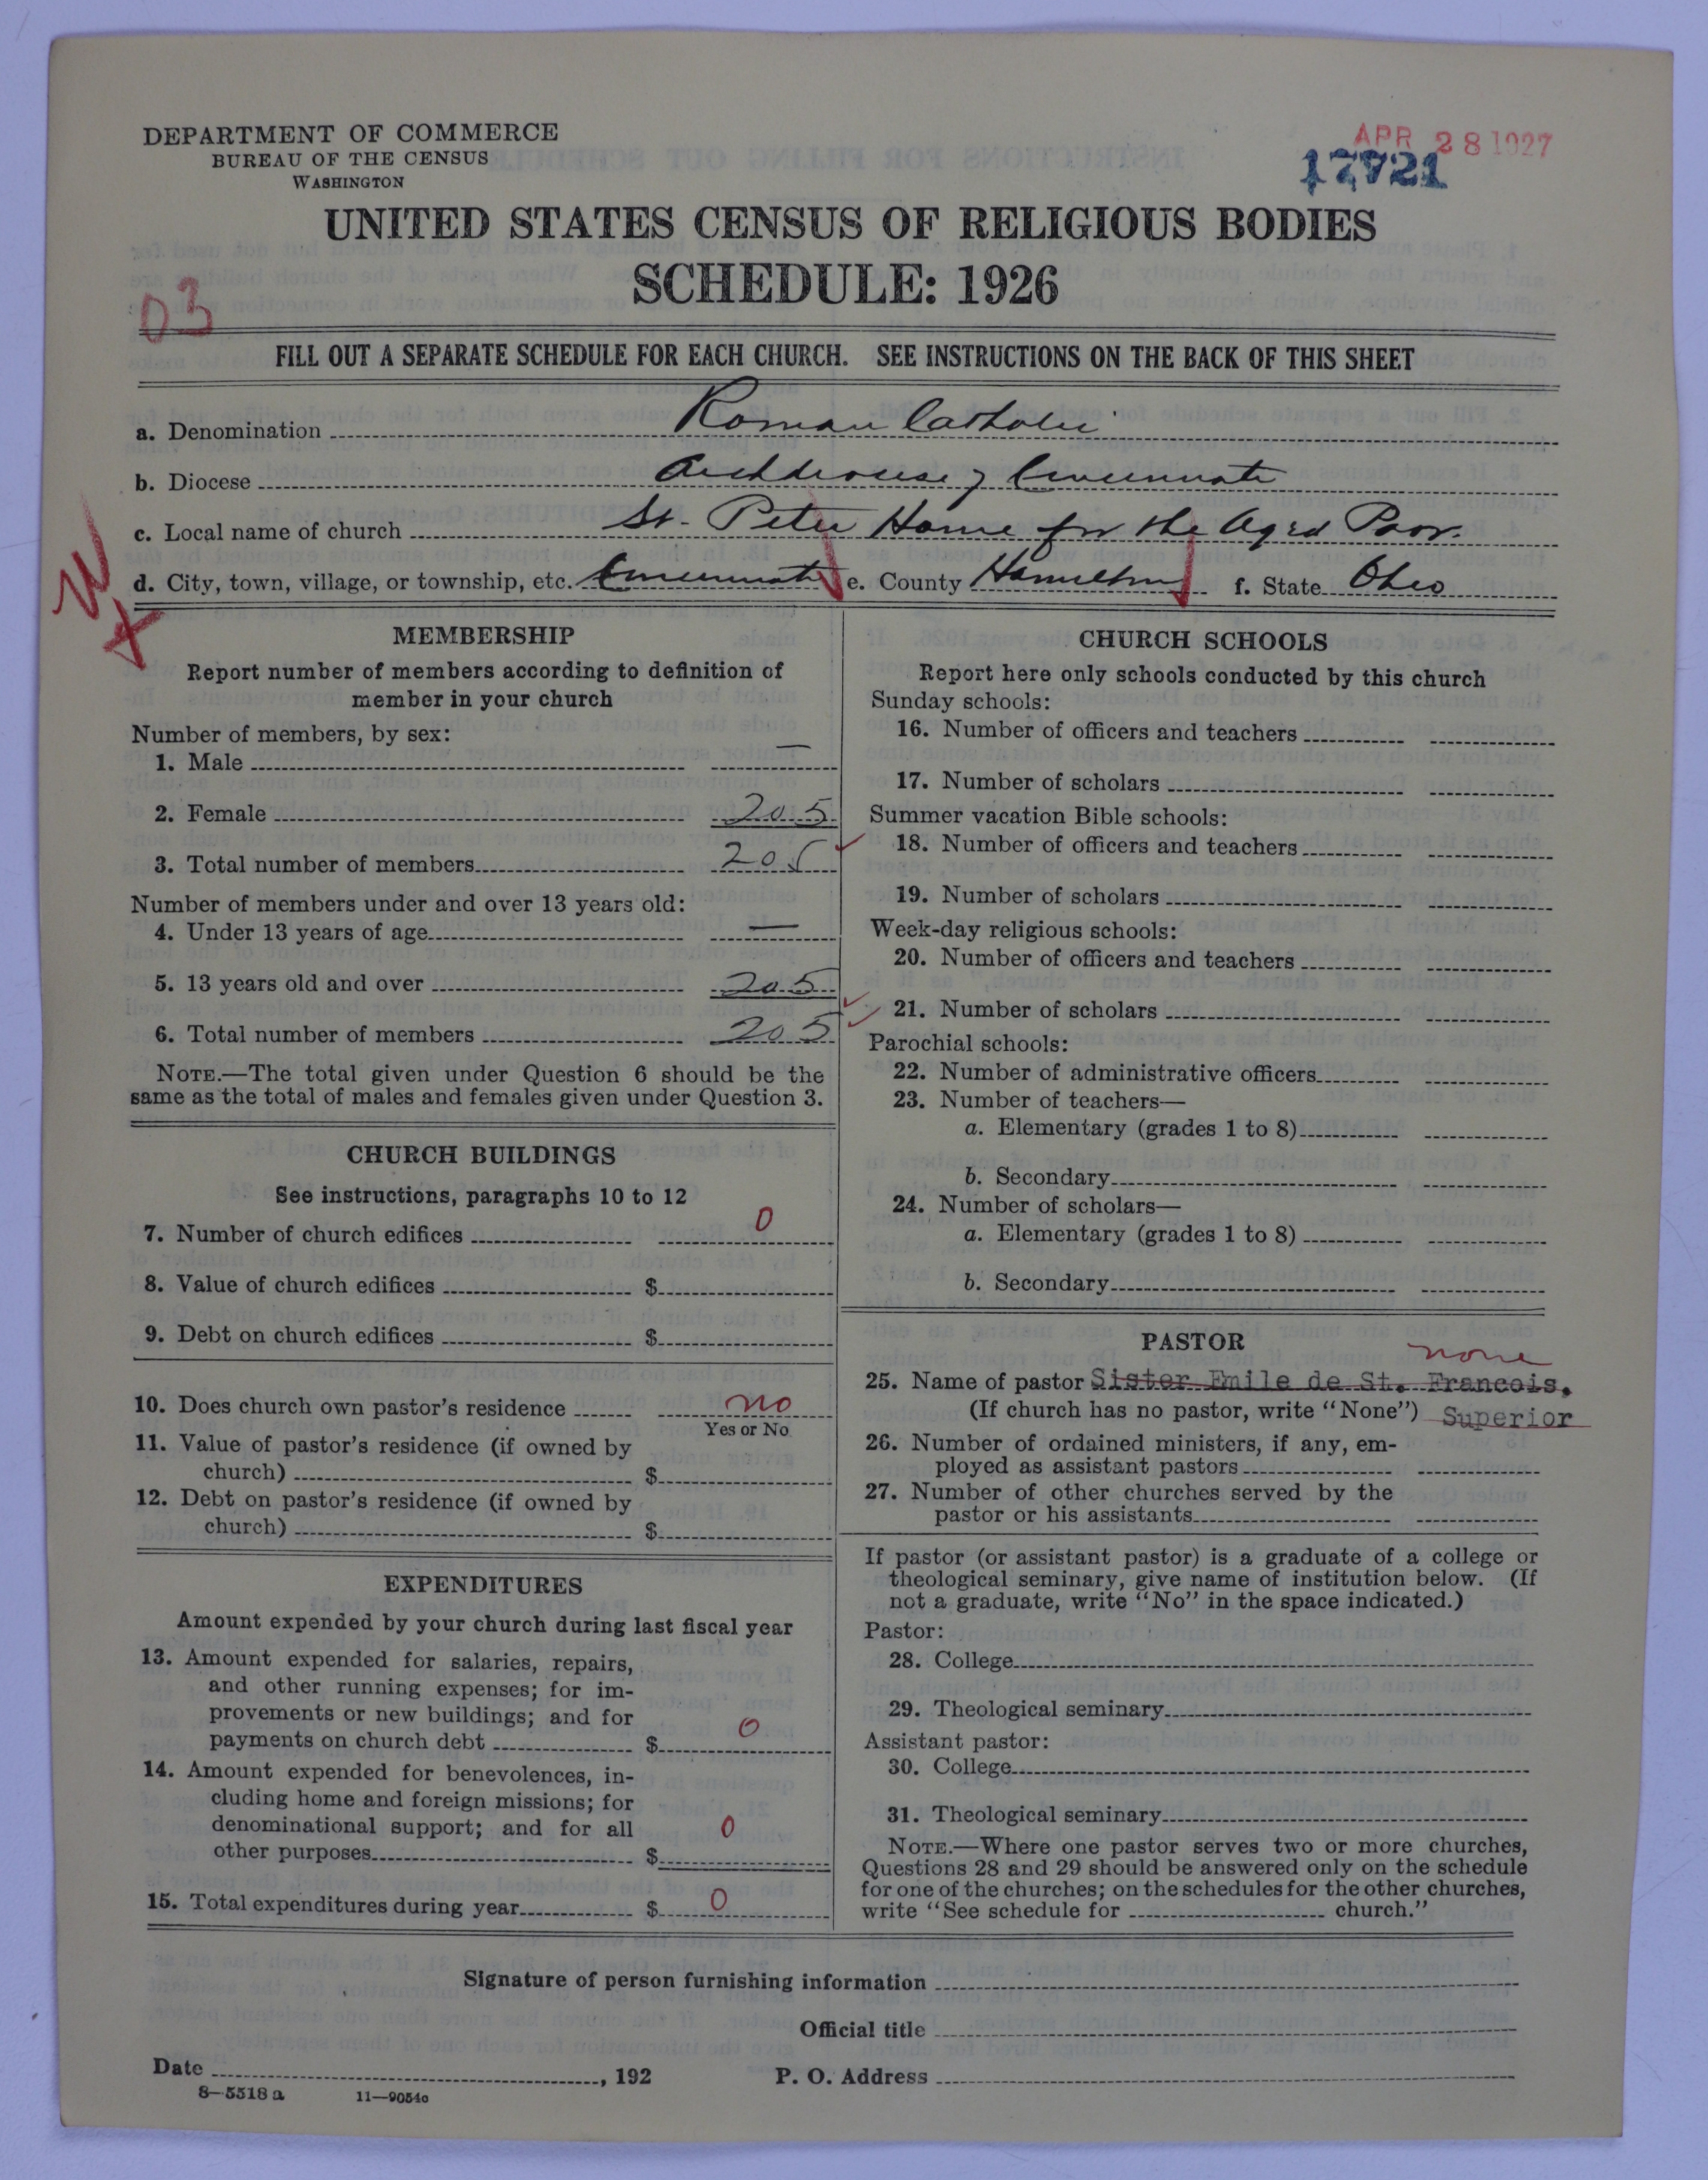 DEPARTMENT OF COMMERCE
BUREAU OF THE CENSUS
WASHINGTON
APR 28 1927
17721
UNITED STATES CENSUS OF RELIGIOUS BODIES
SCHEDULE: 1926
03
FILL OUT A SEPARATE SCHEDULE FOR EACH CHURCH. SEE INSTRUCTIONS ON THE BACK OF THIS SHEET
a. Denomination Roman Catholic
b. Diocese Archdiocese of Cincinnati
c. Local name of church St. Peter Home for the Aged Poor.
d. City, town, village, or township, etc. Cincinnati e. County Hamilton f. State Ohio
MEMBERSHIP
Report number of members according to definition of
member in your church
Number of members, by sex:
1. Male —
2. Female 205
3. Total number of members 205
Number of members under and over 13 years old:
4. Under 13 years of age —
5. 13 years old and over 205
6. Total number of members 205
NOTE.—The total given under Question 6 should be the
same as the total of males and females given under Question 3.
CHURCH BUILDINGS
See instructions, paragraphs 10 to 12
7. Number of church edifices 0
8. Value of church edifices $
9. Debt on church edifices $
10. Does church own pastor's residence no
Yes or No
11. Value of pastor's residence (if owned by
church) $
12. Debt on pastor's residence (if owned by
church) $
EXPENDITURES
Amount expended by your church during last fiscal year
13. Amount expended for salaries, repairs,
and other running expenses; for im-
provements or new buildings; and for
payments on church debt $ 0
14. Amount expended for benevolences, in-
cluding home and foreign missions; for
denominational support; and for all
other purposes $ 0
15. Total expenditures during year $ 0
CHURCH SCHOOLS
Report here only schools conducted by this church
Sunday schools:
16. Number of officers and teachers
17. Number of scholars
Summer vacation Bible schools:
18. Number of officers and teachers
19. Number of scholars
Week-day religious schools:
20. Number of officers and teachers
21. Number of scholars
Parochial schools:
22. Number of administrative officers
23. Number of teachers—
a. Elementary (grades 1 to 8)
b. Secondary
24. Number of scholars—
a. Elementary (grades 1 to 8)
b. Secondary
PASTOR
none
25. Name of pastor Sister Emile de St. Francois.
(If church has no pastor, write "None") Superior
26. Number of ordained ministers, if any, em-
ployed as assistant pastors
27. Number of other churches served by the
pastor or his assistants
If pastor (or assistant pastor) is a graduate of a college or
theological seminary, give name of institution below. (If
not a graduate, write "No" in the space indicated.)
Pastor:
28. College
29. Theological seminary
Assistant pastor:
30. College
31. Theological seminary
NOTE.—Where one pastor serves two or more churches,
Questions 28 and 29 should be answered only on the schedule
for one of the churches; on the schedules for the other churches,
write "See schedule for church."
Signature of person furnishing information
Official title
Date , 192 P. O. Address
8—5518 a 11—9054a